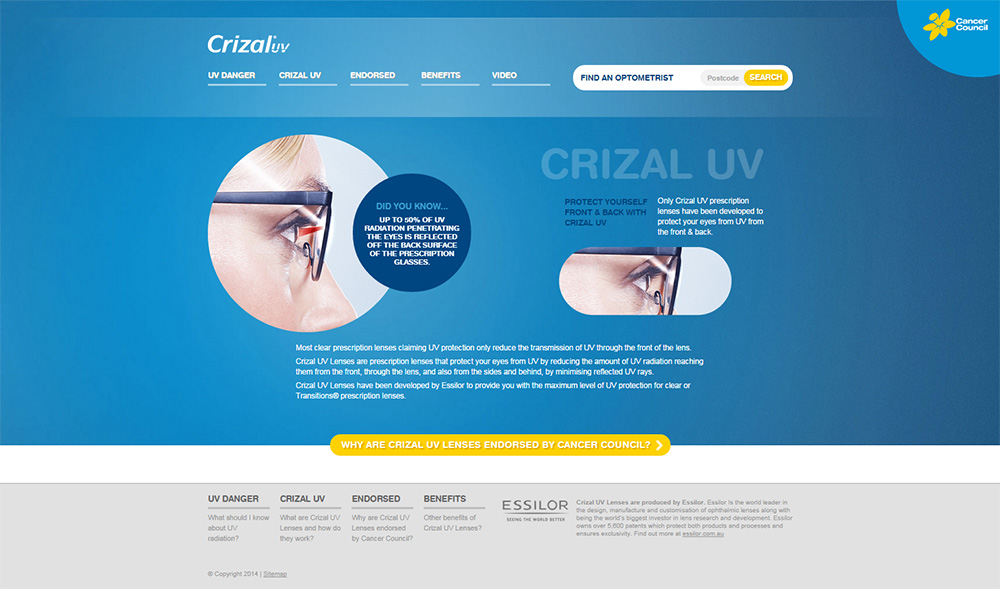 Crizal UV
Cancer
Council
UV DANGER
CRIZAL UV
ENDORSED
BENEFITS
VIDEO
FIND AN OPTOMETRIST
Postcode
SEARCH
DID YOU KNOW...
UP TO 50% OF UV
RADIATION PENETRATING
THE EYES IS REFLECTED
OFF THE BACK SURFACE
OF THE PRESCRIPTION
GLASSES.
CRIZAL UV
PROTECT YOURSELF
FRONT & BACK WITH
CRIZAL UV
Only Crizal UV prescription
lenses have been developed to
protect your eyes from UV from
the front & back.
Most clear prescription lenses claiming UV protection only reduce the transmission of UV through the front of the lens.
Crizal UV Lenses are prescription lenses that protect your eyes from UV by reducing the amount of UV radiation reaching
them from the front, through the lens, and also from the sides and behind, by minimising reflected UV rays.
Crizal UV Lenses have been developed by Essilor to provide you with the maximum level of UV protection for clear or
Transitions® prescription lenses.
WHY ARE CRIZAL UV LENSES ENDORSED BY CANCER COUNCIL?
UV DANGER
What should I know
about UV
radiation?
CRIZAL UV
What are Crizal UV
Lenses and how do
they work?
ENDORSED
Why are Crizal UV
Lenses endorsed
by Cancer Council?
BENEFITS
Other benefits of
Crizal UV Lenses?
ESSILOR
SEEING THE WORLD BETTER
Crizal UV Lenses are produced by Essilor. Essilor is the world leader in
the design, manufacture and customisation of ophthalmic lenses along with
being the world's biggest investor in lens research and development. Essilor
owns over 5,600 patents which protect both products and processes and
ensures exclusivity. Find out more at essilor.com.au
© Copyright 2014 | Sitemap